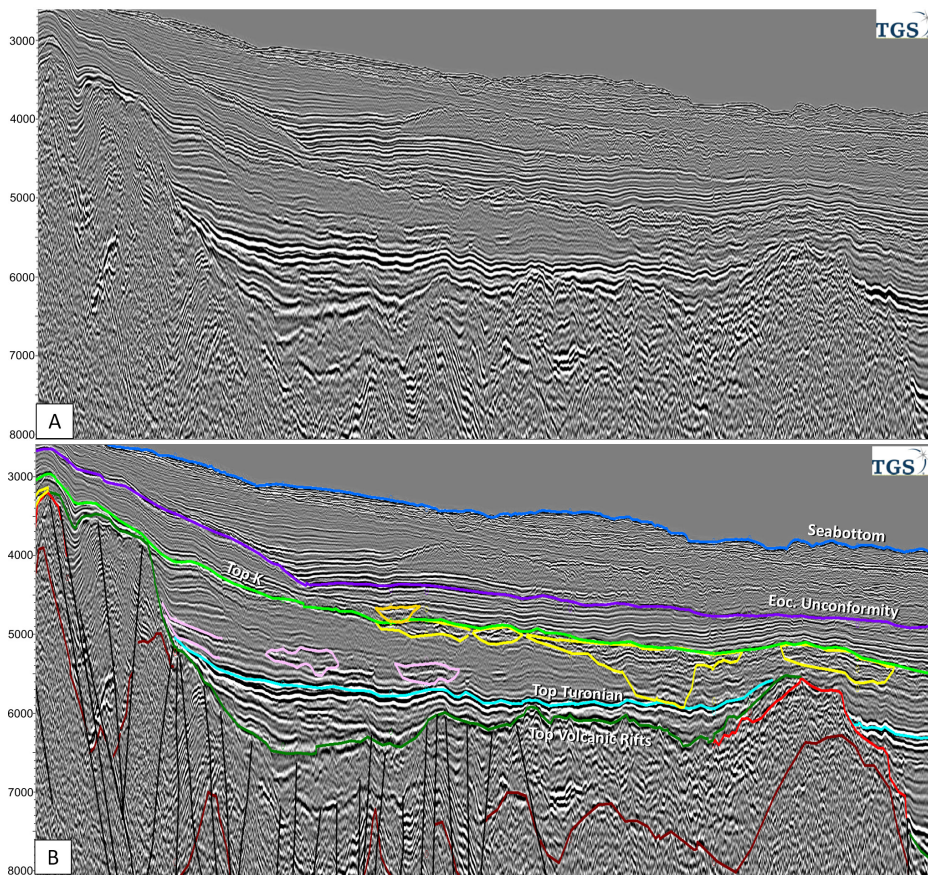 TGS
3000
4000
5000
6000
7000
8000
A
TGS
3000
4000
5000
6000
7000
8000
Seabottom
Top K
Eoc. Unconformity
Top Turonian
Top Volcanic Rifts
B